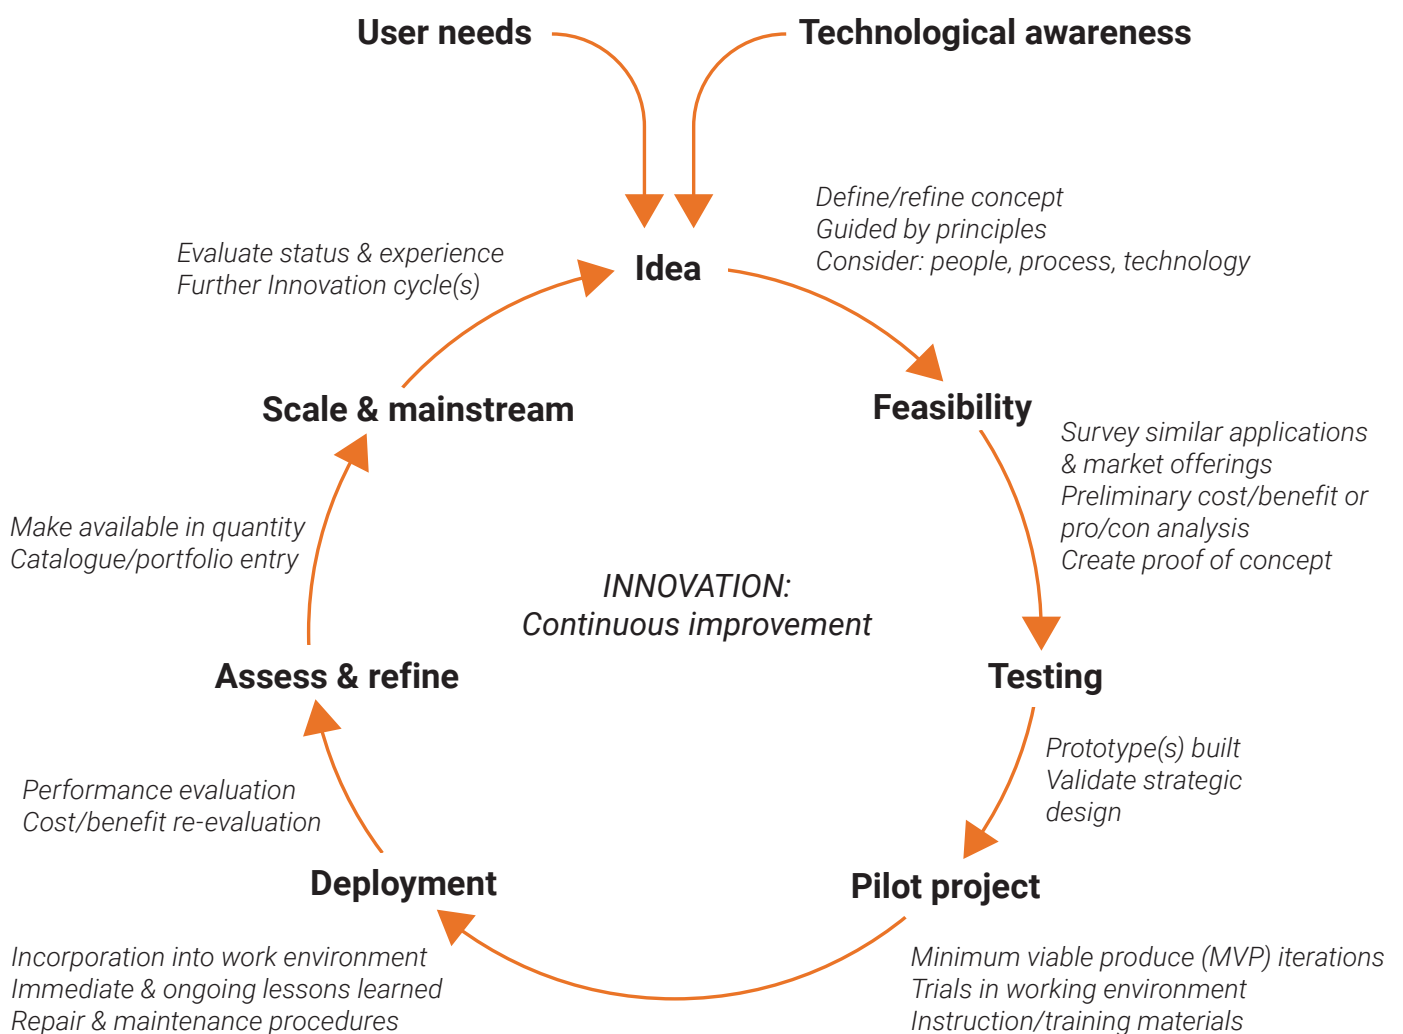 User needs
Technological awareness
Define/refine concept
Guided by principles
Consider: people, process, technology
Evaluate status & experience
Further Innovation cycle(s)
Idea
Scale & mainstream
Feasibility
Survey similar applications
& market offerings
Preliminary cost/benefit or
pro/con analysis
Create proof of concept
Make available in quantity
Catalogue/portfolio entry
INNOVATION:
Continuous improvement
Assess & refine
Testing
Prototype(s) built
Validate strategic
design
Performance evaluation
Cost/benefit re-evaluation
Deployment
Pilot project
Incorporation into work environment
Immediate & ongoing lessons learned
Repair & maintenance procedures
Minimum viable produce (MVP) iterations
Trials in working environment
Instruction/training materials